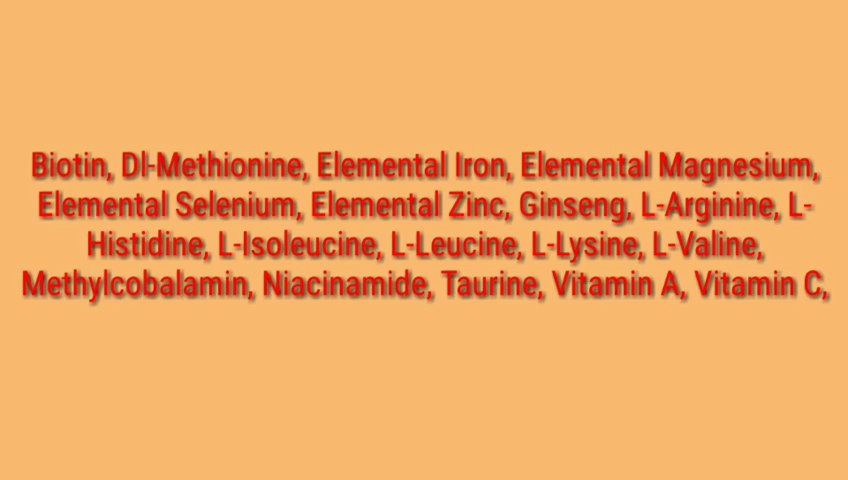 Biotin, Dl-Methionine, Elemental Iron, Elemental Magnesium,
Elemental Selenium, Elemental Zinc, Ginseng, L-Arginine, L-
Histidine, L-Isoleucine, L-Leucine, L-Lysine, L-Valine,
Methylcobalamin, Niacinamide, Taurine, Vitamin A, Vitamin C,